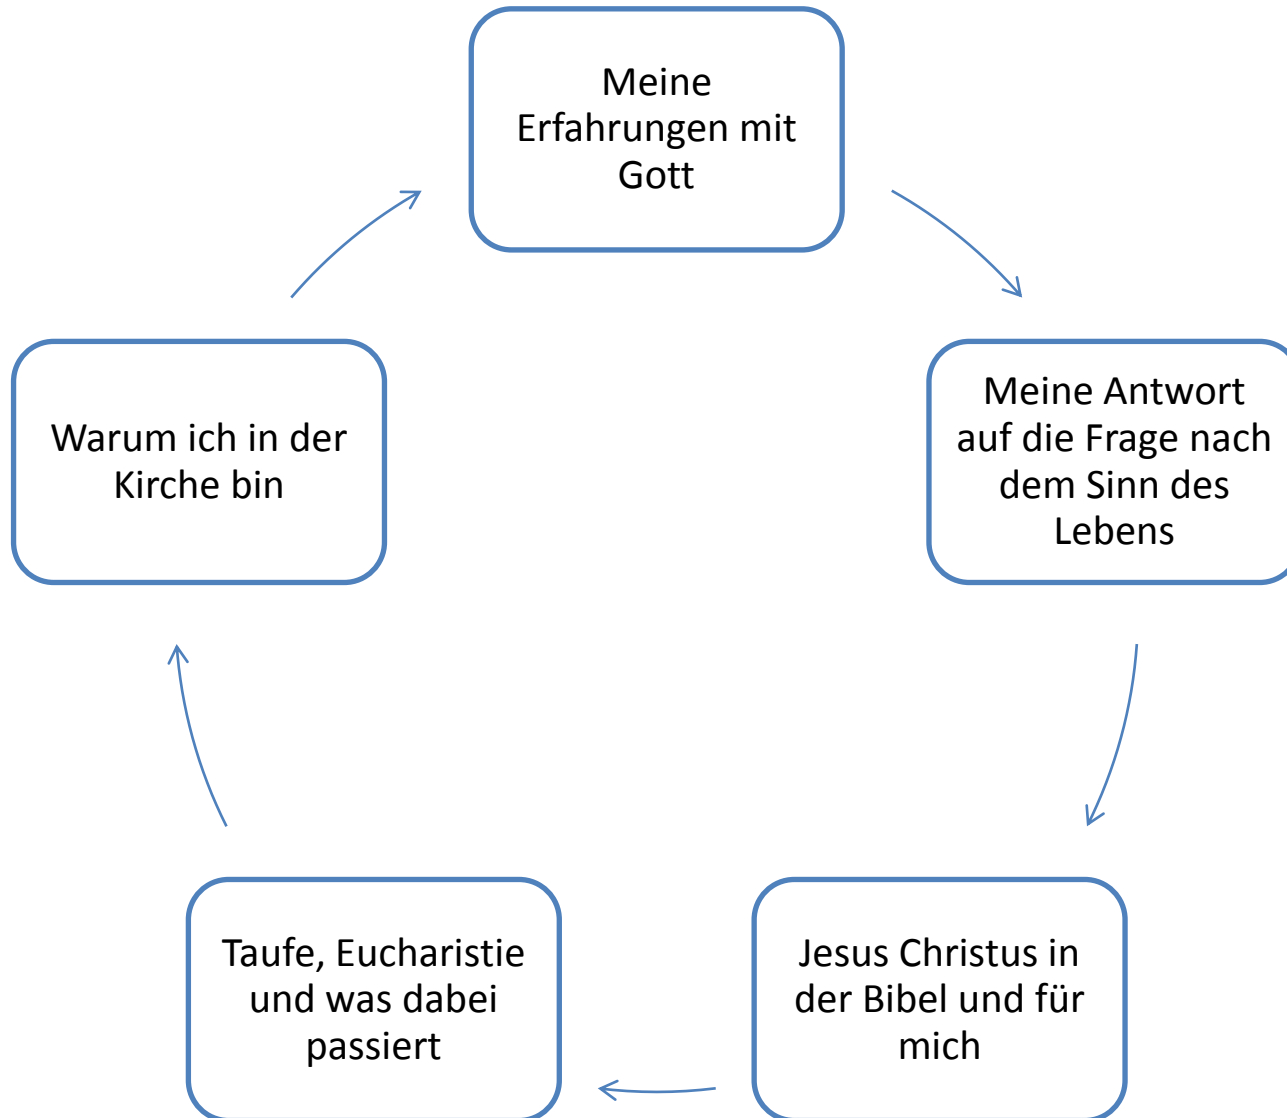 Meine
Erfahrungen mit
Gott
Meine Antwort
auf die Frage nach
dem Sinn des
Lebens
Jesus Christus in
der Bibel und für
mich
Taufe, Eucharistie
und was dabei
passiert
Warum ich in der
Kirche bin